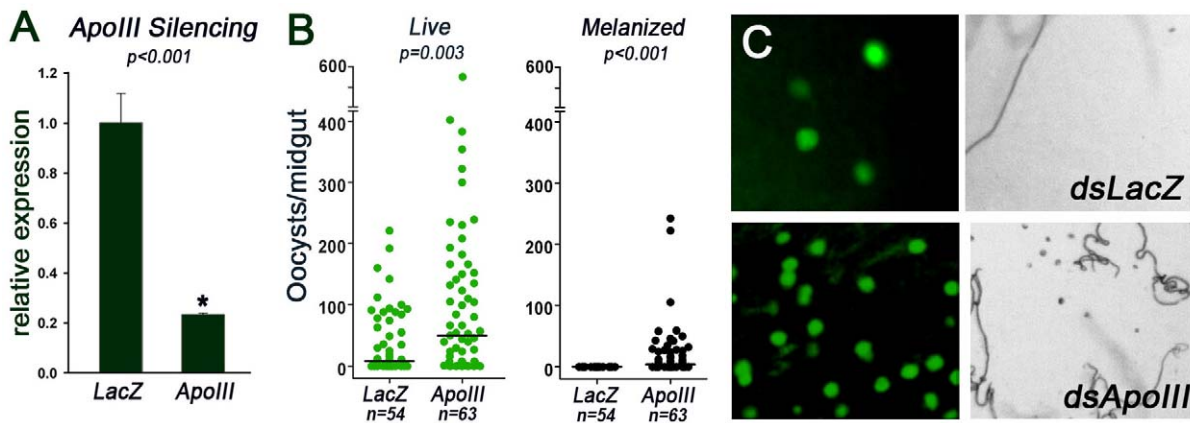 A
ApoIII Silencing
p<0.001
relative expression
1.2
1.0
0.8
0.6
0.4
0.2
0.0
*
LacZ
ApoIII
B
Oocysts/midgut
Live
p=0.003
600
400
300
200
100
0
LacZ
ApoIII
n=54
n=63
Melanized
p<0.001
600
400
300
200
100
0
LacZ
ApoIII
n=54
n=63
C
dsLacZ
dsApoIII